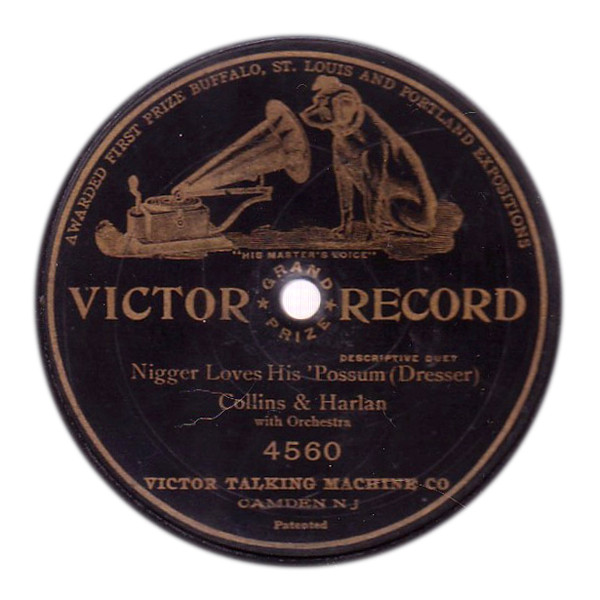 AWARDED FIRST PRIZE BUFFALO, ST. LOUIS AND PORTLAND EXPOSITIONS
"HIS MASTER'S VOICE"
GRAND PRIZE
VICTOR RECORD
DESCRIPTIVE DUET
Nigger Loves His 'Possum (Dresser)
Collins & Harlan
with Orchestra
4560
VICTOR TALKING MACHINE CO
CAMDEN N J
Patented